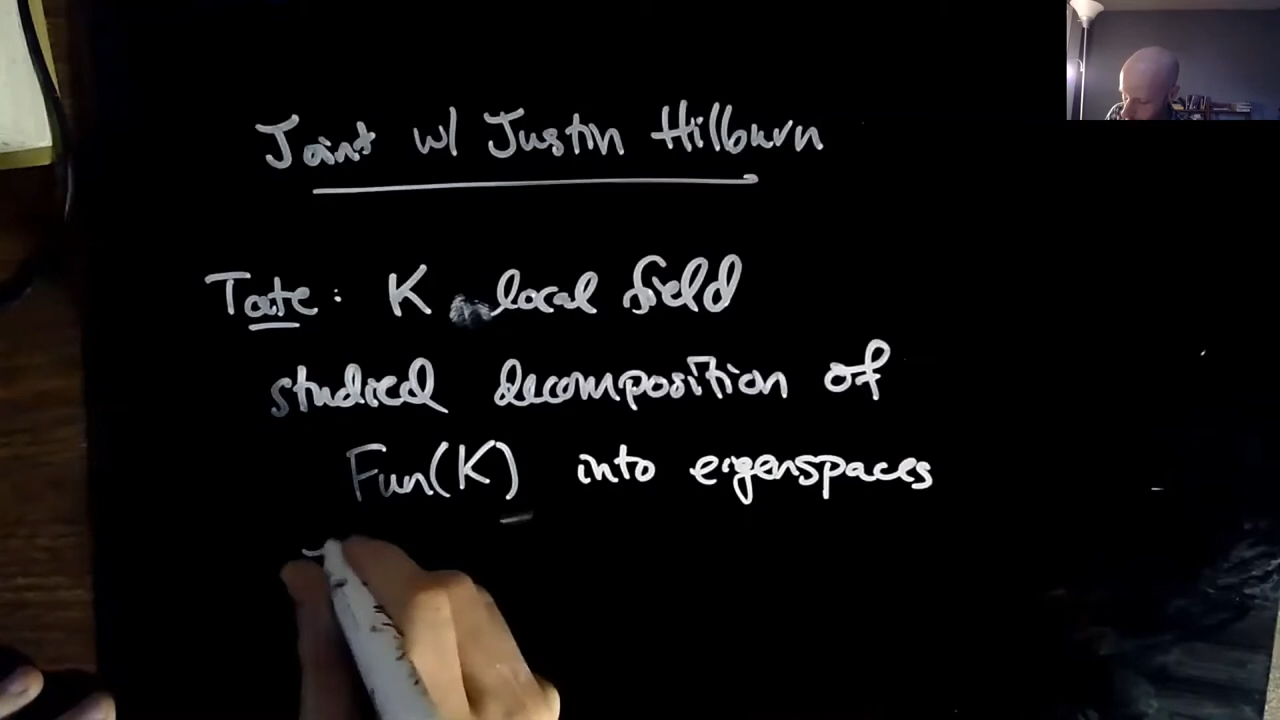 Joint w/ Justin Hilburn
Tate: K local field
studied decomposition of
Fun(K) into eigenspaces